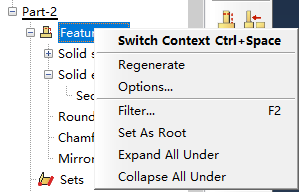 Part-2
Feature
Solid s
Solid e
Sec
Round
Chamf
Mirror
Sets
Switch Context Ctrl+Space
Regenerate
Options...
Filter... F2
Set As Root
Expand All Under
Collapse All Under